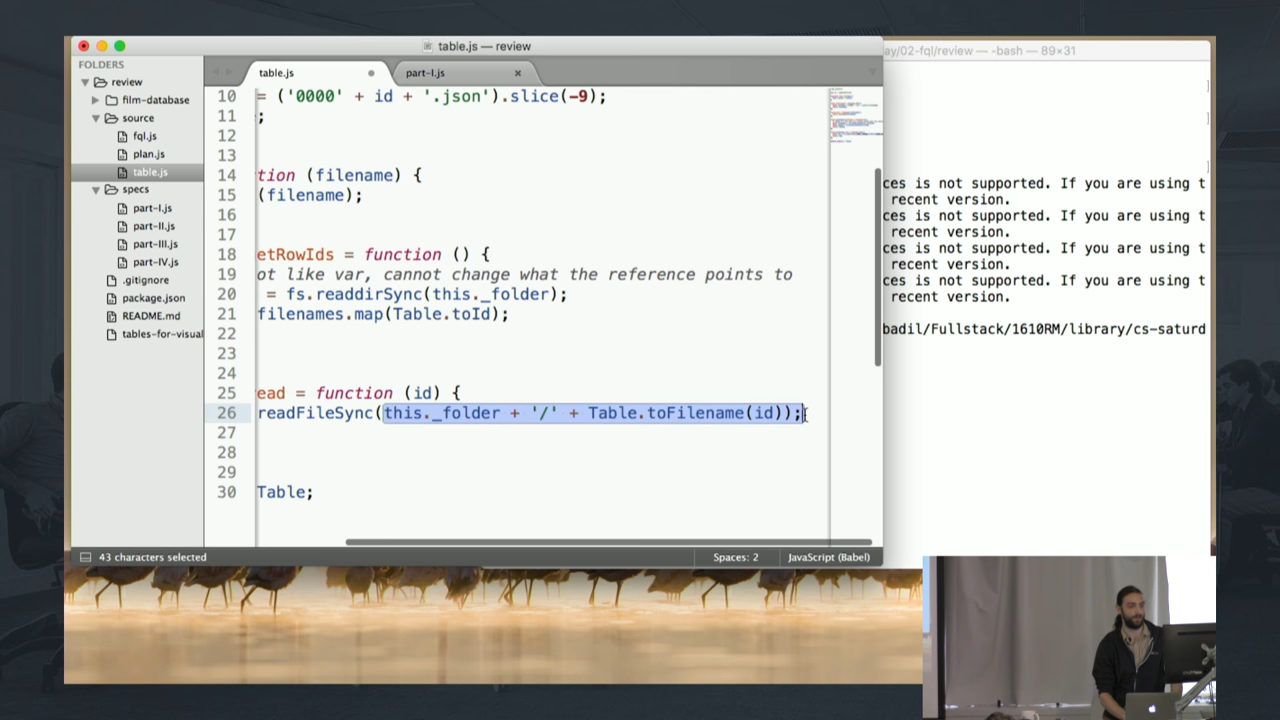 table.js — review
ay/02-fql/review — -bash — 89×31
FOLDERS
review
film-database
source
fql.js
plan.js
table.js
specs
part-I.js
part-II.js
part-III.js
part-IV.js
.gitignore
package.json
README.md
tables-for-visual
table.js
part-I.js
10 = ('0000' + id + '.json').slice(-9);
11 ;
12
13
14 tion (filename) {
15 (filename);
16
17
18 etRowIds = function () {
19 ot like var, cannot change what the reference points to
20 = fs.readdirSync(this._folder);
21 filenames.map(Table.toId);
22
23
24
25 ead = function (id) {
26 readFileSync(this._folder + '/' + Table.toFilename(id));
27
28
29
30 Table;
43 characters selected
Spaces: 2
JavaScript (Babel)
]
]
]
ces is not supported. If you are using t
recent version.
ces is not supported. If you are using t
recent version.
ces is not supported. If you are using t
recent version.
ces is not supported. If you are using t
recent version.
badil/Fullstack/1610RM/library/cs-saturd